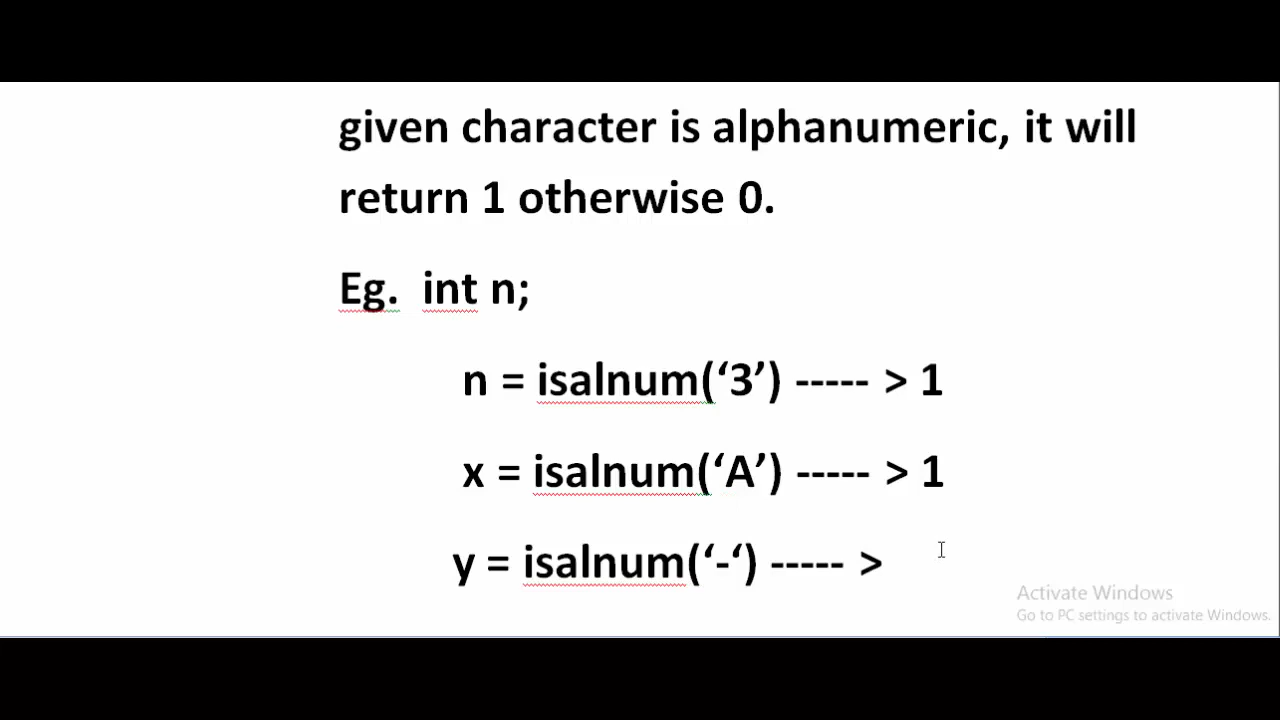 given character is alphanumeric, it will
return 1 otherwise 0.
Eg. int n;
n = isalnum(‘3’) ----- > 1
x = isalnum(‘A’) ----- > 1
y = isalnum(‘-‘) ----- >
Activate Windows
Go to PC settings to activate Windows.